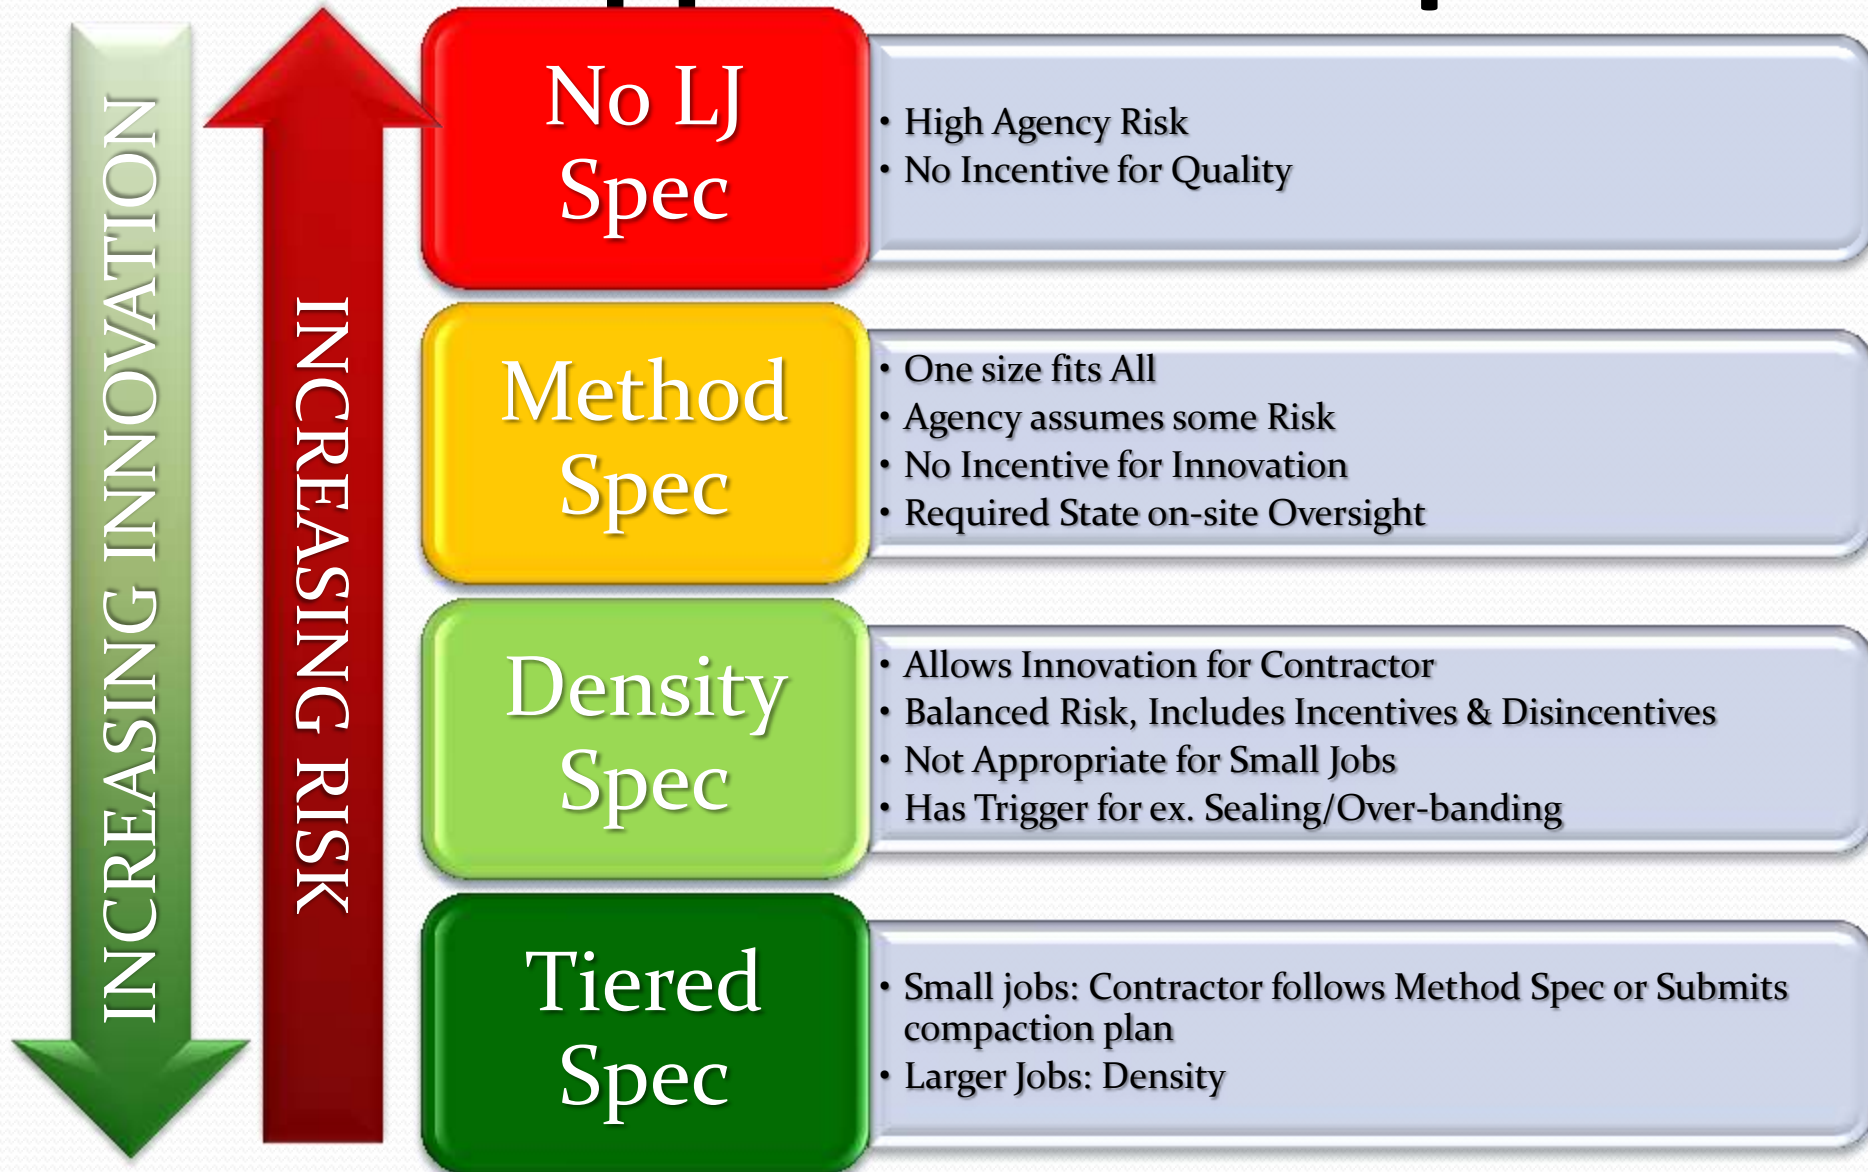 INCREASING INNOVATION
INCREASING RISK
No LJ
Spec
• High Agency Risk
• No Incentive for Quality
Method
Spec
• One size fits All
• Agency assumes some Risk
• No Incentive for Innovation
• Required State on-site Oversight
Density
Spec
• Allows Innovation for Contractor
• Balanced Risk, Includes Incentives & Disincentives
• Not Appropriate for Small Jobs
• Has Trigger for ex. Sealing/Over-banding
Tiered
Spec
• Small jobs: Contractor follows Method Spec or Submits
compaction plan
• Larger Jobs: Density